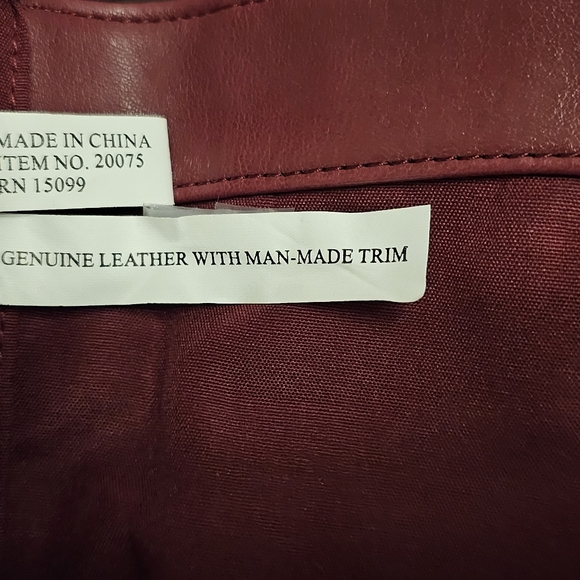 MADE IN CHINA
ITEM NO. 20075
RN 15099
GENUINE LEATHER WITH MAN-MADE TRIM